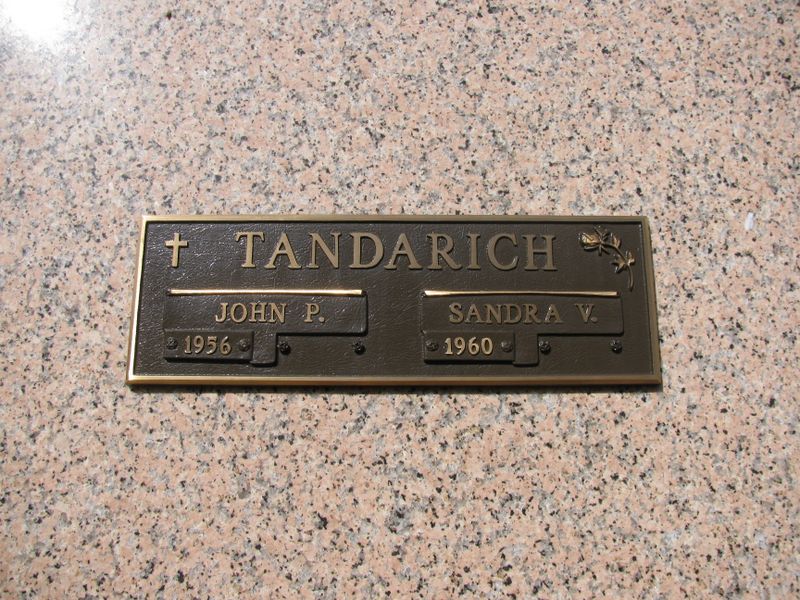 TANDARICH
JOHN P. SANDRA V.
1956 1960